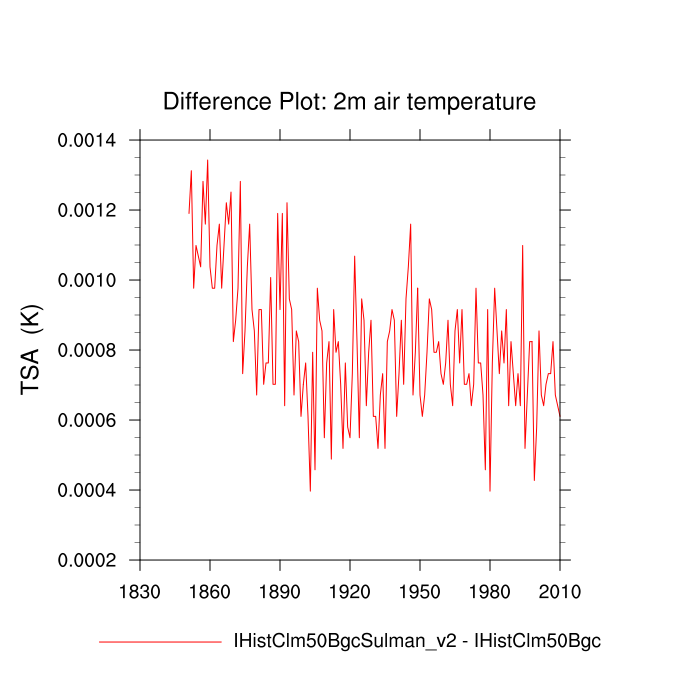 Difference Plot: 2m air temperature
TSA (K)
0.0014
0.0012
0.0010
0.0008
0.0006
0.0004
0.0002
1830 1860 1890 1920 1950 1980 2010
IHistClm50BgcSulman_v2 - IHistClm50Bgc